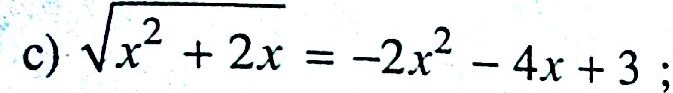 c) √(x² + 2x) = −2x² − 4x + 3 ;